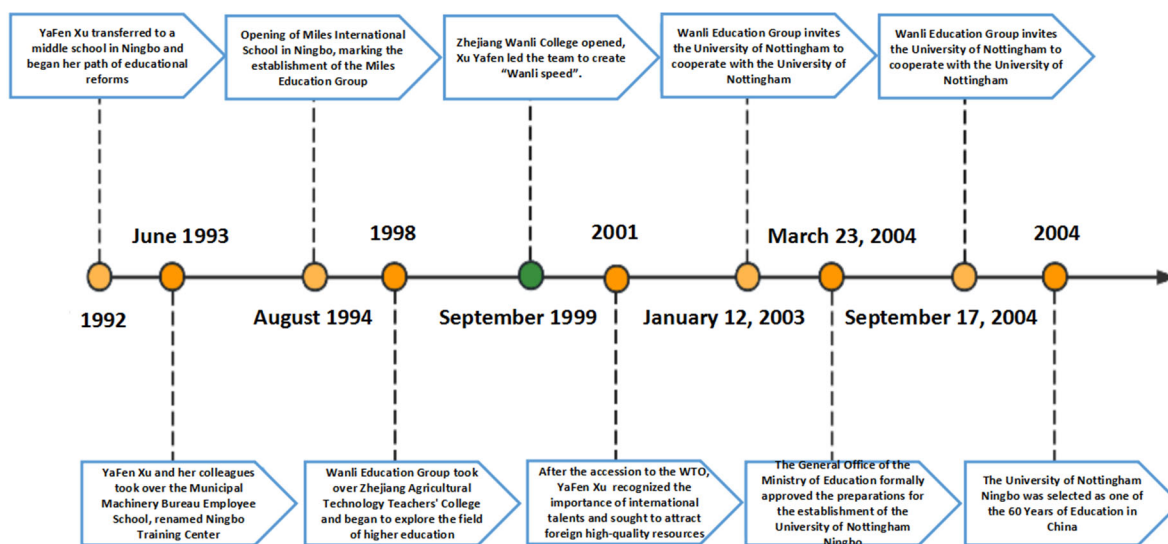 YaFen Xu transferred to a
middle school in Ningbo and
began her path of educational
reforms
Opening of Miles International
School in Ningbo, marking the
establishment of the Miles
Education Group
Zhejiang Wanli College opened,
Xu Yafen led the team to create
“Wanli speed”.
Wanli Education Group invites
the University of Nottingham to
cooperate with the University of
Nottingham
Wanli Education Group invites
the University of Nottingham to
cooperate with the University of
Nottingham
June 1993
1998
2001
March 23, 2004
2004
1992
August 1994
September 1999
January 12, 2003
September 17, 2004
YaFen Xu and her colleagues
took over the Municipal
Machinery Bureau Employee
School, renamed Ningbo
Training Center
Wanli Education Group took
over Zhejiang Agricultural
Technology Teachers' College
and began to explore the field
of higher education
After the accession to the WTO,
YaFen Xu recognized the
importance of international
talents and sought to attract
foreign high-quality resources
The General Office of the
Ministry of Education formally
approved the preparations for
the establishment of the
University of Nottingham
Ningbo
The University of Nottingham
Ningbo was selected as one of
the 60 Years of Education in
China